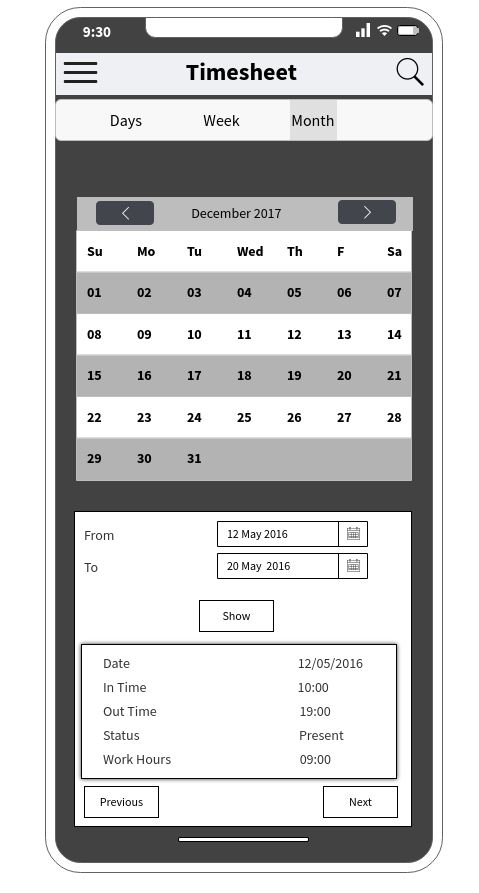 9:30
Timesheet
Days Week Month
December 2017
Su Mo Tu Wed Th F Sa
01 02 03 04 05 06 07
08 09 10 11 12 13 14
15 16 17 18 19 20 21
22 23 24 25 26 27 28
29 30 31
From 12 May 2016
To 20 May 2016
Show
Date 12/05/2016
In Time 10:00
Out Time 19:00
Status Present
Work Hours 09:00
Previous Next